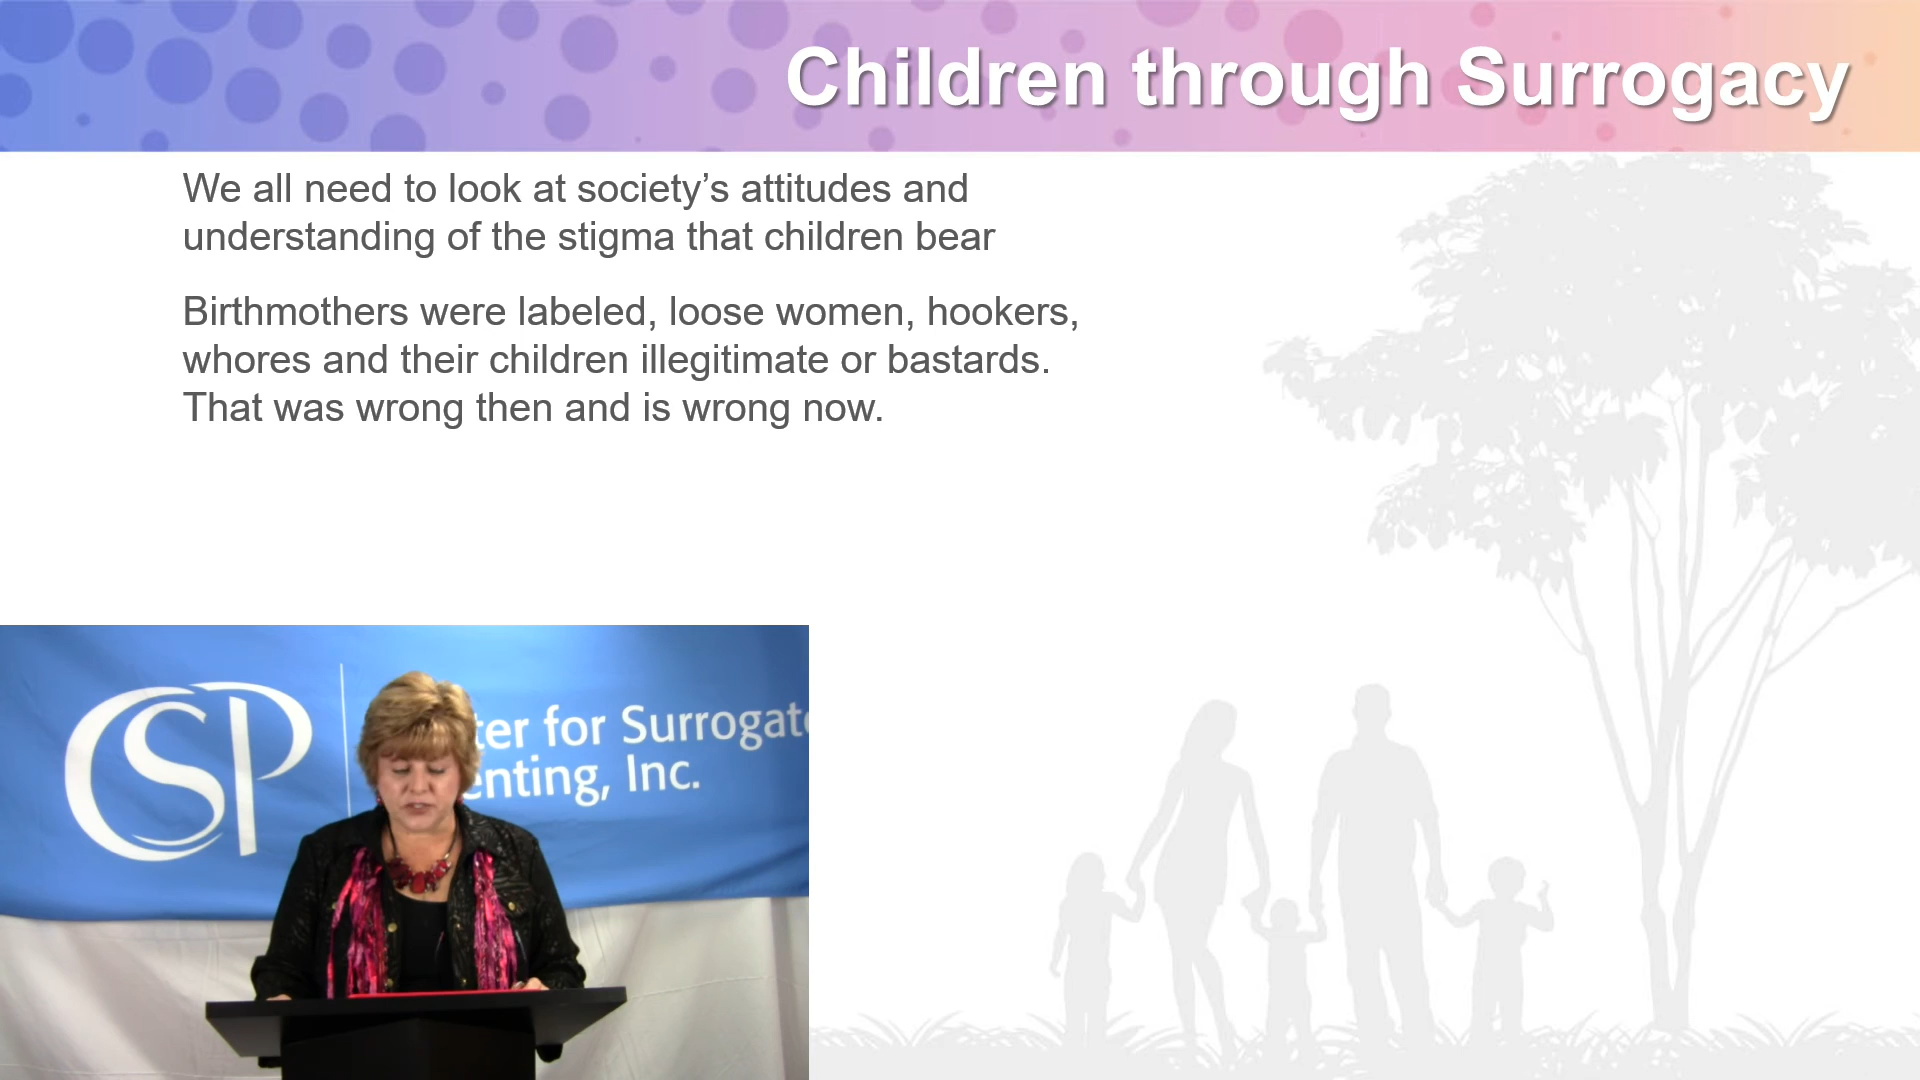 Children through Surrogacy
We all need to look at society’s attitudes and
understanding of the stigma that children bear
Birthmothers were labeled, loose women, hookers,
whores and their children illegitimate or bastards.
That was wrong then and is wrong now.
CSP
ter for Surrogate
enting, Inc.